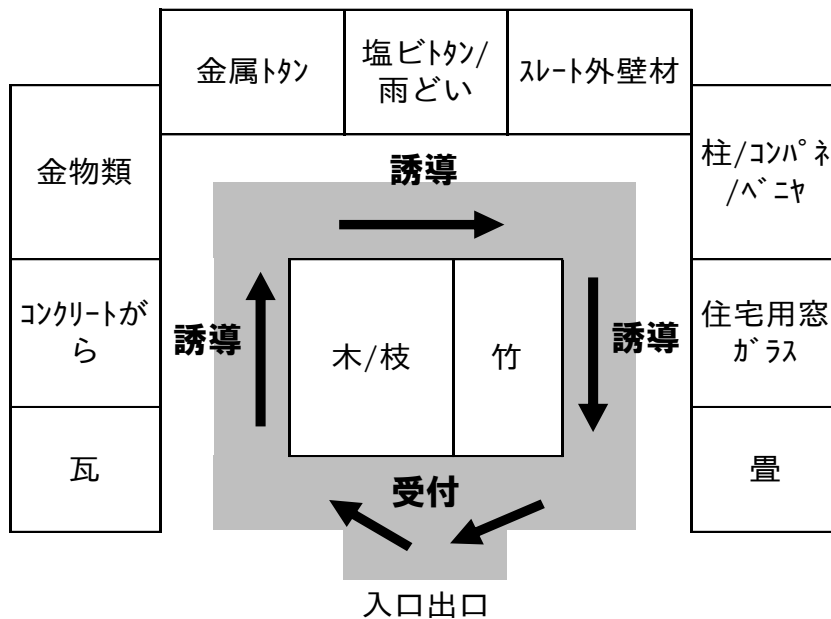 金属ﾄﾀﾝ
塩ビﾄﾀﾝ/
雨どい
ｽﾚｰﾄ外壁材
金物類
柱/ｺﾝﾊﾟﾈ
/ﾍﾞﾆﾔ
誘導
ｺﾝｸﾘｰﾄが
ら
誘導
木/枝
竹
誘導
住宅用窓
ｶﾞﾗｽ
瓦
受付
畳
入口出口